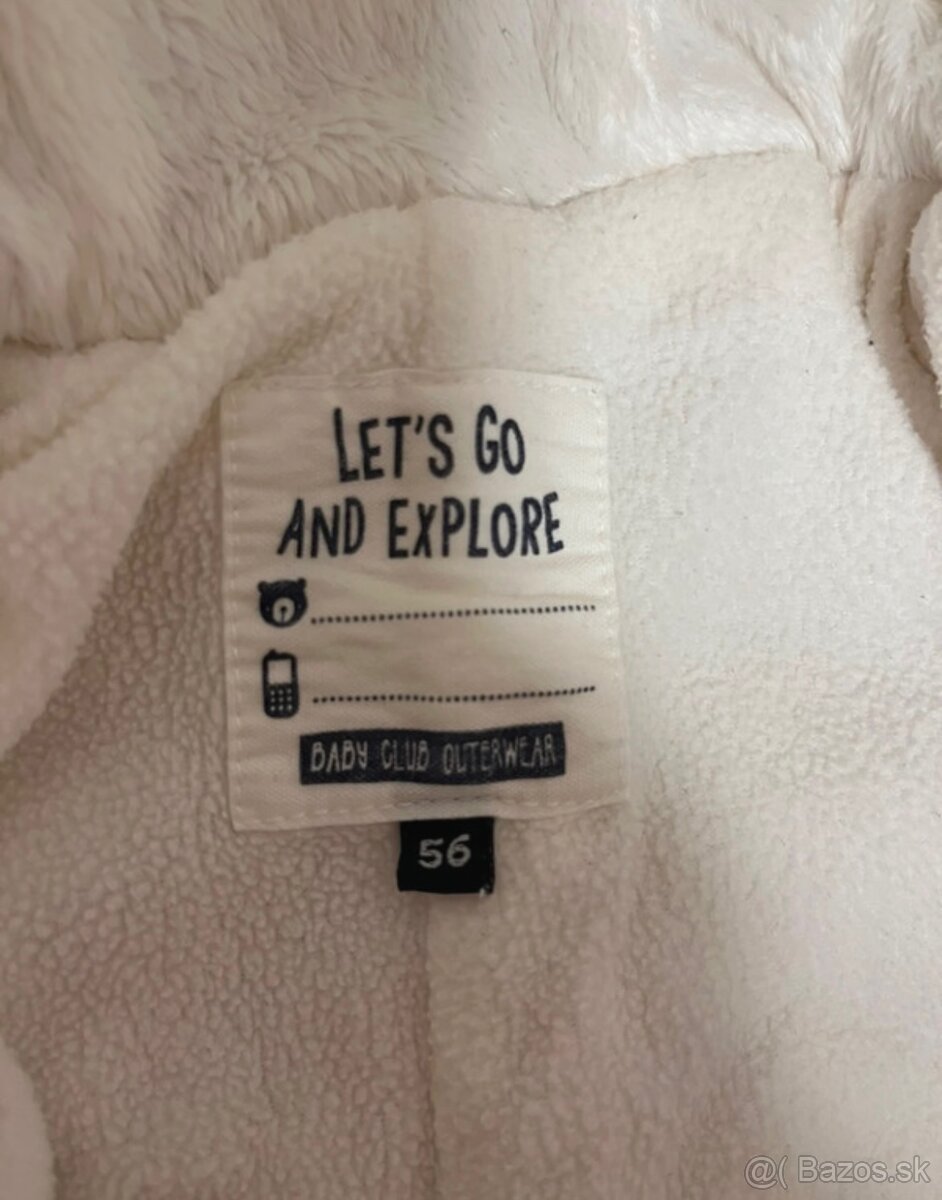 LET'S GO
AND EXPLORE
BABY CLUB OUTERWEAR
56
@( Bazos.sk